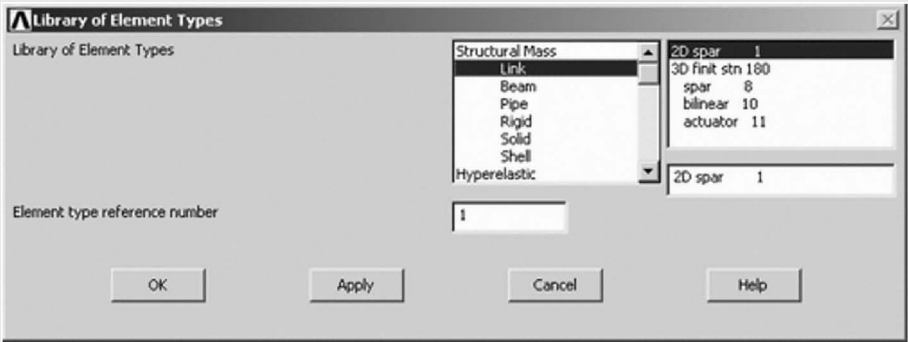 Library of Element Types
Library of Element Types
Structural Mass
Link
Beam
Pipe
Rigid
Solid
Shell
Hyperelastic
2D spar 1
3D finit stn 180
spar 8
bilinear 10
actuator 11
2D spar 1
Element type reference number
1
OK
Apply
Cancel
Help